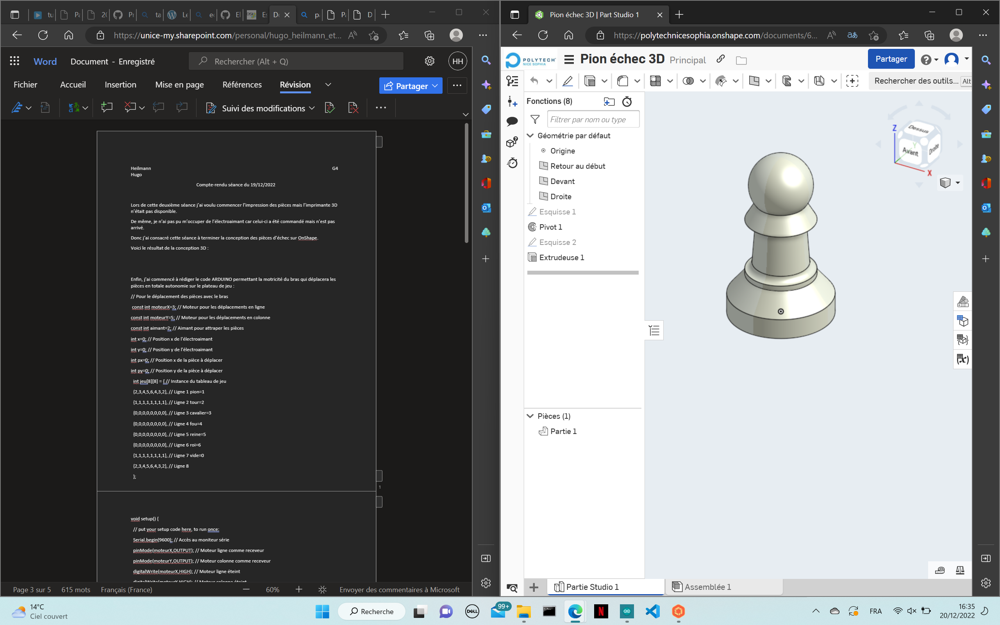 tu
Pa
20
Pr
ta
Le
ec
El
Es
Do
pa
Pa
D
https://unice-my.sharepoint.com/personal/hugo_heilmann_et...
Word
Document - Enregistré
Rechercher (Alt + Q)
HH
Fichier
Accueil
Insertion
Mise en page
Références
Révision
Partager
Suivi des modifications
Heilmann
G4
Hugo
Compte-rendu séance du 19/12/2022
Lors de cette deuxième séance j'ai voulu commencer l'impression des pièces mais l'imprimante 3D
n'était pas disponible.
De même, je n'ai pas pu m'occuper de l'électroaimant car celui-ci a été commandé mais n'est pas
arrivé.
Donc j'ai consacré cette séance à terminer la conception des pièces d'échec sur OnShape.
Voici le résultat de la conception 3D :
Enfin, j'ai commencé à rédiger le code ARDUINO permettant la motricité du bras qui déplacera les
pièces en totale autonomie sur le plateau de jeu :
// Pour le déplacement des pièces avec le bras
const int moteurX=3; // Moteur pour les déplacements en ligne
const int moteurY=5; // Moteur pour les déplacements en colonne
const int aimant=2; // Aimant pour attraper les pièces
int x=0; // Position x de l'électroaimant
int y=0; // Position y de l'électroaimant
int px=0; // Position x de la pièce à déplacer
int py=0; // Position y de la pièce à déplacer
int jeu[8][8] = { // Instance du tableau de jeu
{2,3,4,5,6,4,3,2}, // Ligne 1 pion=1
{1,1,1,1,1,1,1,1}, // Ligne 2 tour=2
{0,0,0,0,0,0,0,0}, // Ligne 3 cavalier=3
{0,0,0,0,0,0,0,0}, // Ligne 4 fou=4
{0,0,0,0,0,0,0,0}, // Ligne 5 reine=5
{0,0,0,0,0,0,0,0}, // Ligne 6 roi=6
{1,1,1,1,1,1,1,1}, // Ligne 7 vide=0
{2,3,4,5,6,4,3,2}, // Ligne 8
};
1
void setup() {
// put your setup code here, to run once:
Serial.begin(9600); // Accès au moniteur série
pinMode(moteurX,OUTPUT); // Moteur ligne comme receveur
pinMode(moteurY,OUTPUT); // Moteur colonne comme receveur
digitalWrite(moteurX,HIGH); // Moteur ligne éteint
digitalWrite(moteurY,HIGH); // Moteur colonne éteint
Page 3 sur 5
615 mots
Français (France)
60%
Envoyer des commentaires à Microsoft
Pion échec 3D | Part Studio 1
https://polytechnicesophia.onshape.com/documents/6...
POLYTECH
NICE SOPHIA
Pion échec 3D Principal
Partager
Rechercher des outils... Alt
Fonctions (8)
Filtrer par nom ou type
Géométrie par défaut
Origine
Retour au début
Devant
Droite
Esquisse 1
Pivot 1
Esquisse 2
Extrudeuse 1
Pièces (1)
Partie 1
Z
Dessus
Y
Avant
Droite
X
Partie Studio 1
Assemblée 1
14°C
Ciel couvert
Recherche
DELL
99+
N
FRA
16:35
20/12/2022